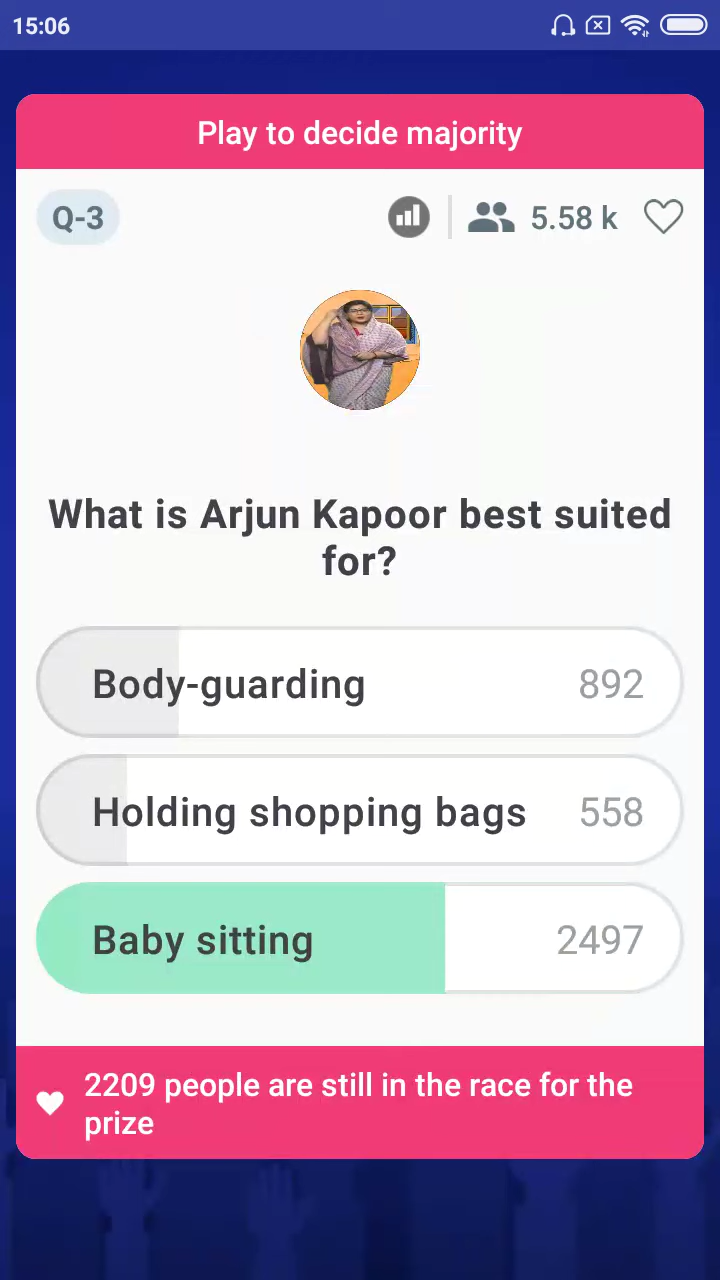 15:06
Play to decide majority
Q-3
5.58 k
What is Arjun Kapoor best suited
for?
Body-guarding 892
Holding shopping bags 558
Baby sitting 2497
2209 people are still in the race for the
prize